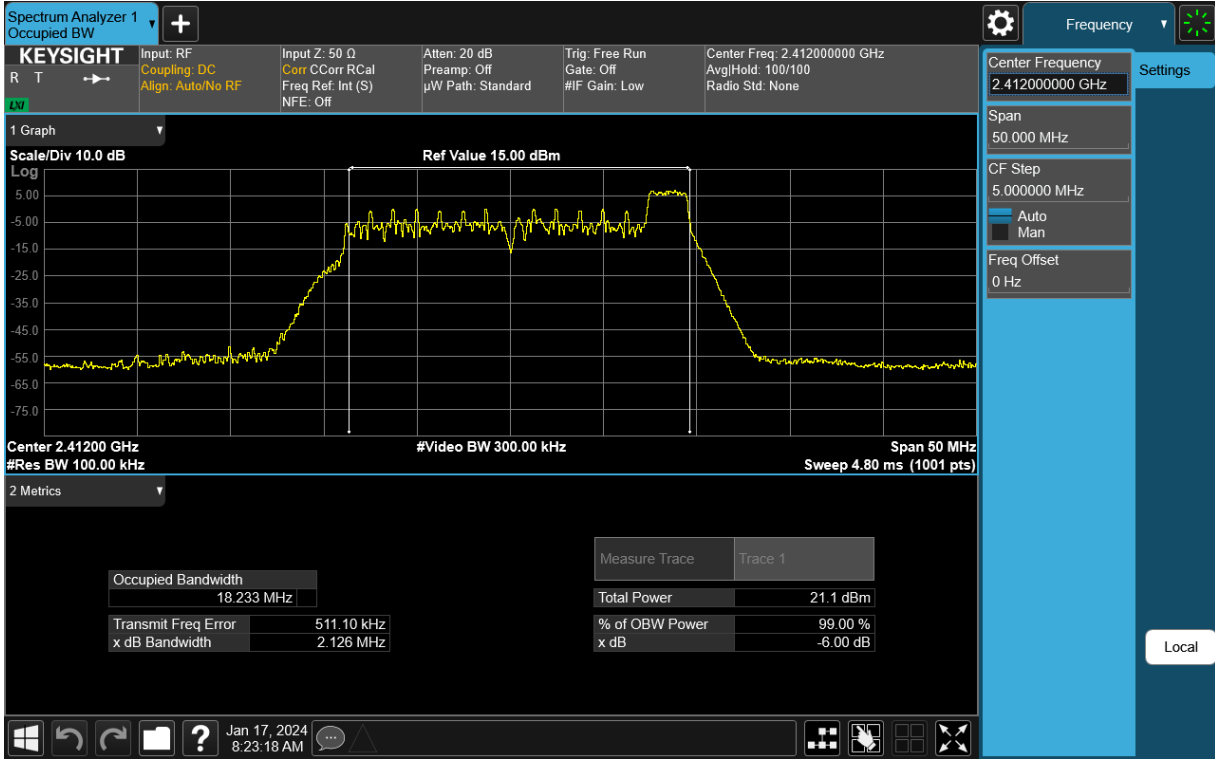 Spectrum Analyzer 1
Occupied BW
Frequency
KEYSIGHT
R T
LXI
Input: RF
Coupling: DC
Align: Auto/No RF
Input Z: 50 Ω
Corr CCorr RCal
Freq Ref: Int (S)
NFE: Off
Atten: 20 dB
Preamp: Off
µW Path: Standard
Trig: Free Run
Gate: Off
#IF Gain: Low
Center Freq: 2.412000000 GHz
Avg|Hold: 100/100
Radio Std: None
Center Frequency
2.412000000 GHz
Settings
Span
50.000 MHz
CF Step
5.000000 MHz
Auto
Man
Freq Offset
0 Hz
Local
1 Graph
Scale/Div 10.0 dB
Ref Value 15.00 dBm
Log
5.00
-5.00
-15.0
-25.0
-35.0
-45.0
-55.0
-65.0
-75.0
Center 2.41200 GHz
#Video BW 300.00 kHz
Span 50 MHz
#Res BW 100.00 kHz
Sweep 4.80 ms (1001 pts)
2 Metrics
Measure Trace
Trace 1
Occupied Bandwidth
18.233 MHz
Total Power
21.1 dBm
Transmit Freq Error
511.10 kHz
% of OBW Power
99.00 %
x dB Bandwidth
2.126 MHz
x dB
-6.00 dB
?
Jan 17, 2024
8:23:18 AM